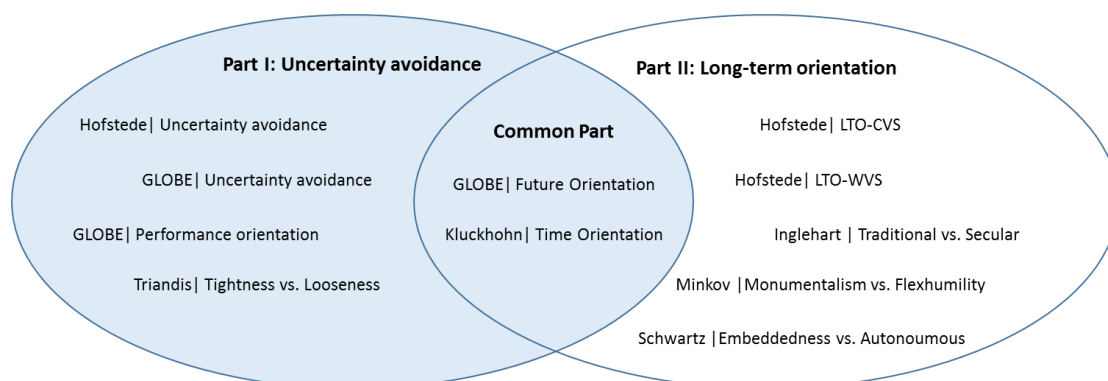 Part I: Uncertainty avoidance
Hofstede| Uncertainty avoidance
GLOBE| Uncertainty avoidance
GLOBE| Performance orientation
Triandis| Tightness vs. Looseness
Common Part
GLOBE| Future Orientation
Kluckhohn| Time Orientation
Part II: Long-term orientation
Hofstede| LTO-CVS
Hofstede| LTO-WVS
Inglehart | Traditional vs. Secular
Minkov |Monumentalism vs. Flexhumility
Schwartz |Embeddedness vs. Autonoumous